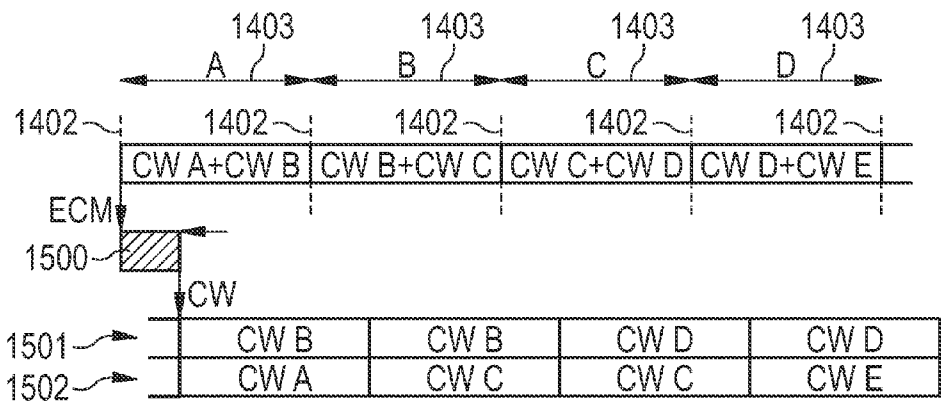 1403 1403 1403 1403
A B C D
1402 1402 1402 1402 1402
CW A+CW B CW B+CW C CW C+CW D CW D+CW E
ECM
1500
CW
1501 CW B CW B CW D CW D
1502 CW A CW C CW C CW E